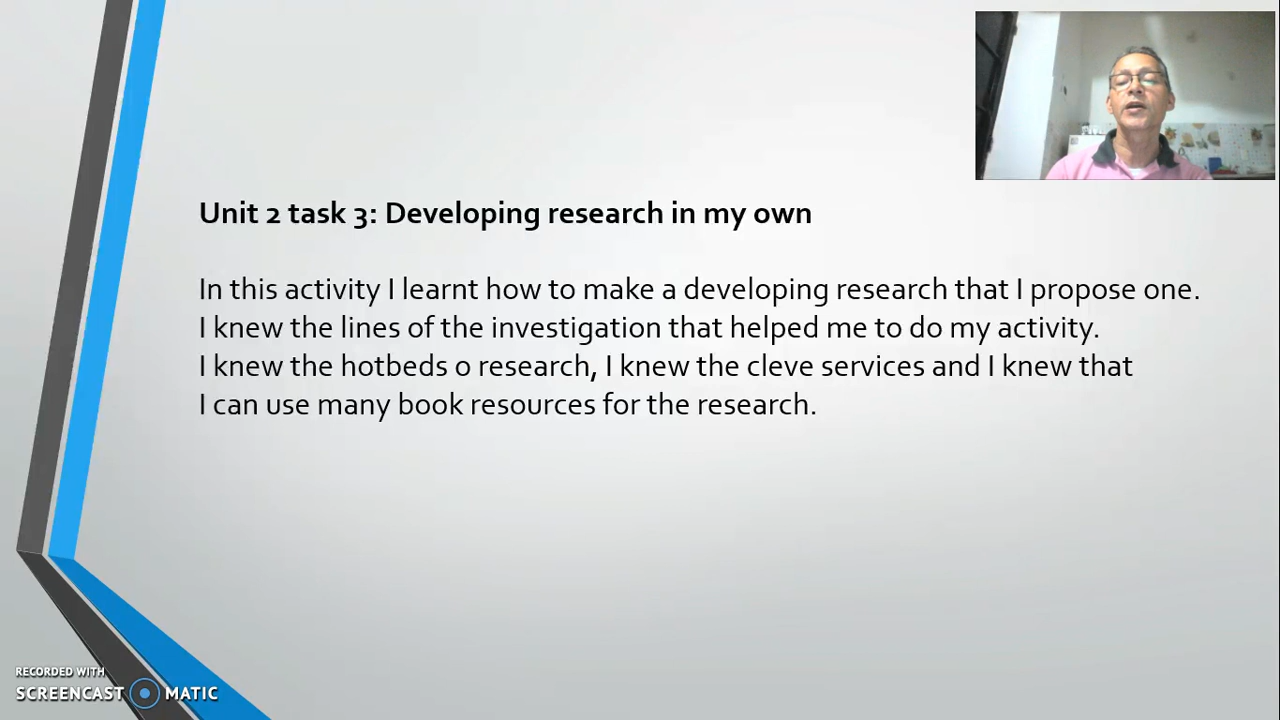 Unit 2 task 3: Developing research in my own
In this activity I learnt how to make a developing research that I propose one.
I knew the lines of the investigation that helped me to do my activity.
I knew the hotbeds o research, I knew the cleve services and I knew that
I can use many book resources for the research.
RECORDED WITH
SCREENCAST MATIC